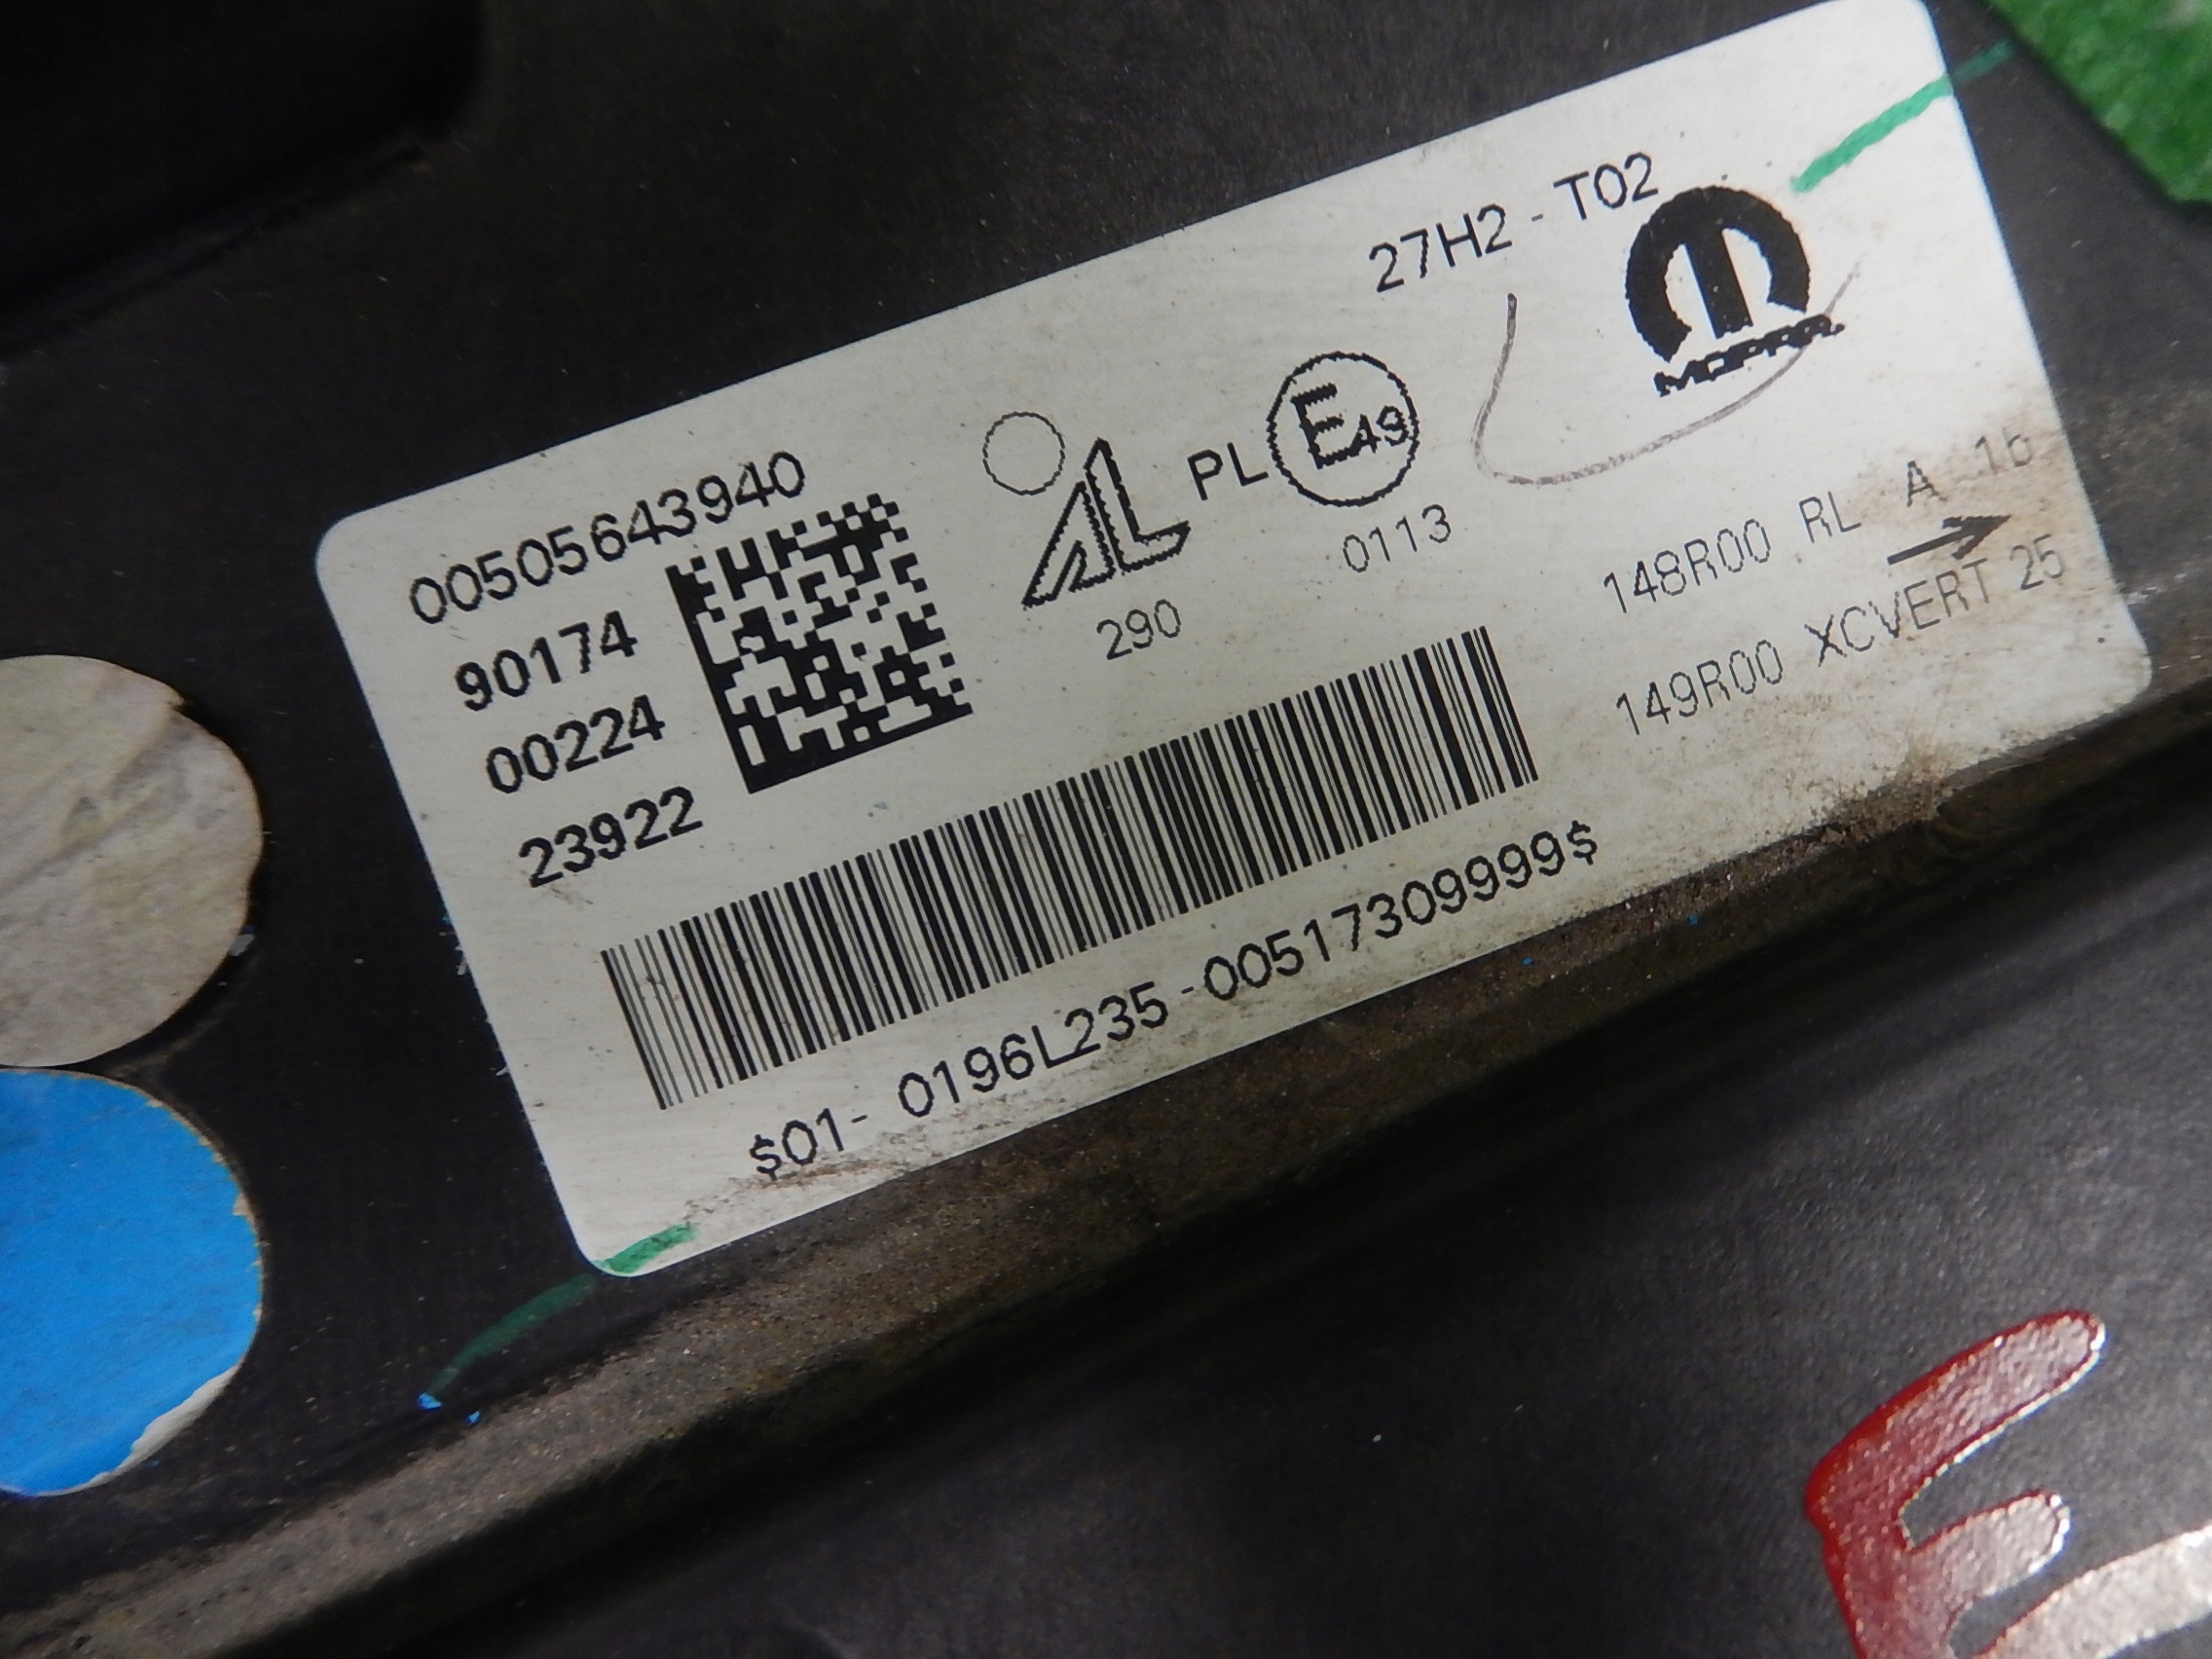 00505643940
90174
00224
23922
27H2 - T02
MOPAR
AL PL E49
290
0113
148R00 RL A 1b
149R00 XCVERT 25
$01- 0196L235-00517309999$
E